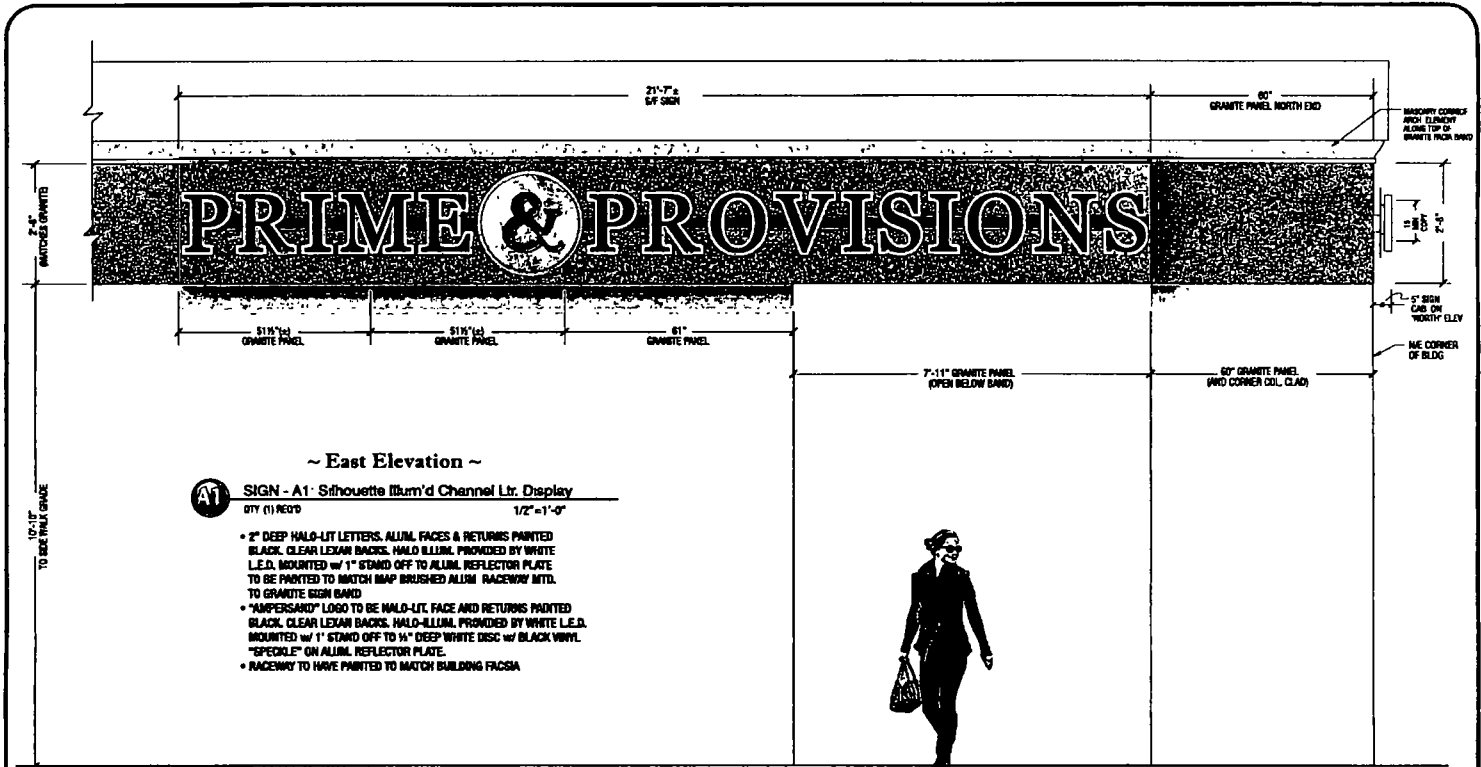 21'-7" ±
S/F SIGN
60"
GRANITE PANEL NORTH END
MASONRY CORNICE
ARCH ELEMENT
ALONG TOP OF
GRANITE FACIA BAND
2'-6"
(MATCHES GRANITE)
PRIME & PROVISIONS
15
MIN
COPY
2'-6"
51½"(±)
GRANITE PANEL
51½"(±)
GRANITE PANEL
61"
GRANITE PANEL
5" SIGN
CAB ON
"NORTH" ELEV
N/E CORNER
OF BLDG
7'-11" GRANITE PANEL
(OPEN BELOW BAND)
60" GRANITE PANEL
(AND CORNER COL. CLAD)
10'-10"
TO SIDE WALK GRADE
~ East Elevation ~
A1
SIGN - A1: Silhouette Illum'd Channel Ltr. Display
QTY (1) REQ'D
1/2"=1'-0"
• 2" DEEP HALO-LIT LETTERS. ALUM. FACES & RETURNS PAINTED
BLACK. CLEAR LEXAN BACKS. HALO ILLUM. PROVIDED BY WHITE
L.E.D. MOUNTED w/ 1" STAND OFF TO ALUM. REFLECTOR PLATE
TO BE PAINTED TO MATCH MAP BRUSHED ALUM RACEWAY MTD.
TO GRANITE SIGN BAND
• "AMPERSAND" LOGO TO BE HALO-LIT. FACE AND RETURNS PAINTED
BLACK. CLEAR LEXAN BACKS. HALO-ILLUM. PROVIDED BY WHITE L.E.D.
MOUNTED w/ 1" STAND OFF TO ½" DEEP WHITE DISC w/ BLACK VINYL
"SPECKLE" ON ALUM. REFLECTOR PLATE.
• RACEWAY TO HAVE PAINTED TO MATCH BUILDING FACSIA